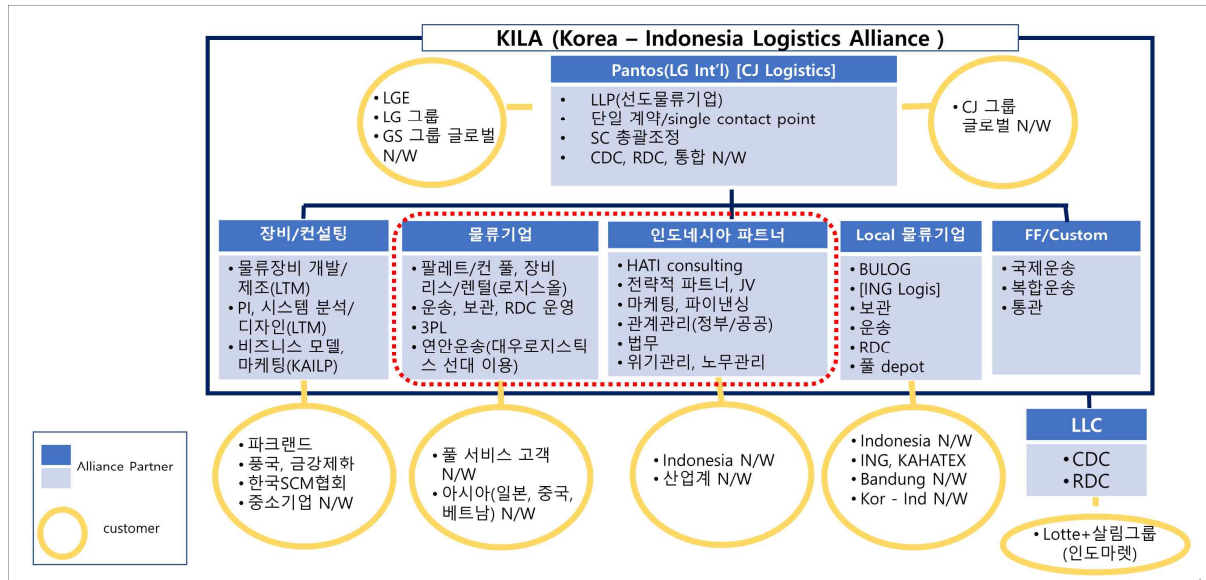 KILA (Korea – Indonesia Logistics Alliance )
Pantos(LG Int'l) [CJ Logistics]
• LLP(선도물류기업)
• 단일 계약/single contact point
• SC 총괄조정
• CDC, RDC, 통합 N/W
• LGE
• LG 그룹
• GS 그룹 글로벌
N/W
• CJ 그룹
글로벌 N/W
장비/컨설팅
• 물류장비 개발/
제조(LTM)
• PI, 시스템 분석/
디자인(LTM)
• 비즈니스 모델,
마케팅(KAILP)
물류기업
• 팔레트/컨 풀, 장비
리스/렌털(로지스올)
• 운송, 보관, RDC 운영
• 3PL
• 연안운송(대우로지스틱
스 선대 이용)
인도네시아 파트너
• HATI consulting
• 전략적 파트너, JV
• 마케팅, 파이낸싱
• 관계관리(정부/공공)
• 법무
• 위기관리, 노무관리
Local 물류기업
• BULOG
• [ING Logis]
• 보관
• 운송
• RDC
• 풀 depot
FF/Custom
• 국제운송
• 복합운송
• 통관
• 파크랜드
• 풍국, 금강제화
• 한국SCM협회
• 중소기업 N/W
• 풀 서비스 고객
N/W
• 아시아(일본, 중국,
베트남) N/W
• Indonesia N/W
• 산업계 N/W
• Indonesia N/W
• ING, KAHATEX
• Bandung N/W
• Kor - Ind N/W
LLC
• CDC
• RDC
• Lotte+살림그룹
(인도마렛)
Alliance Partner
customer